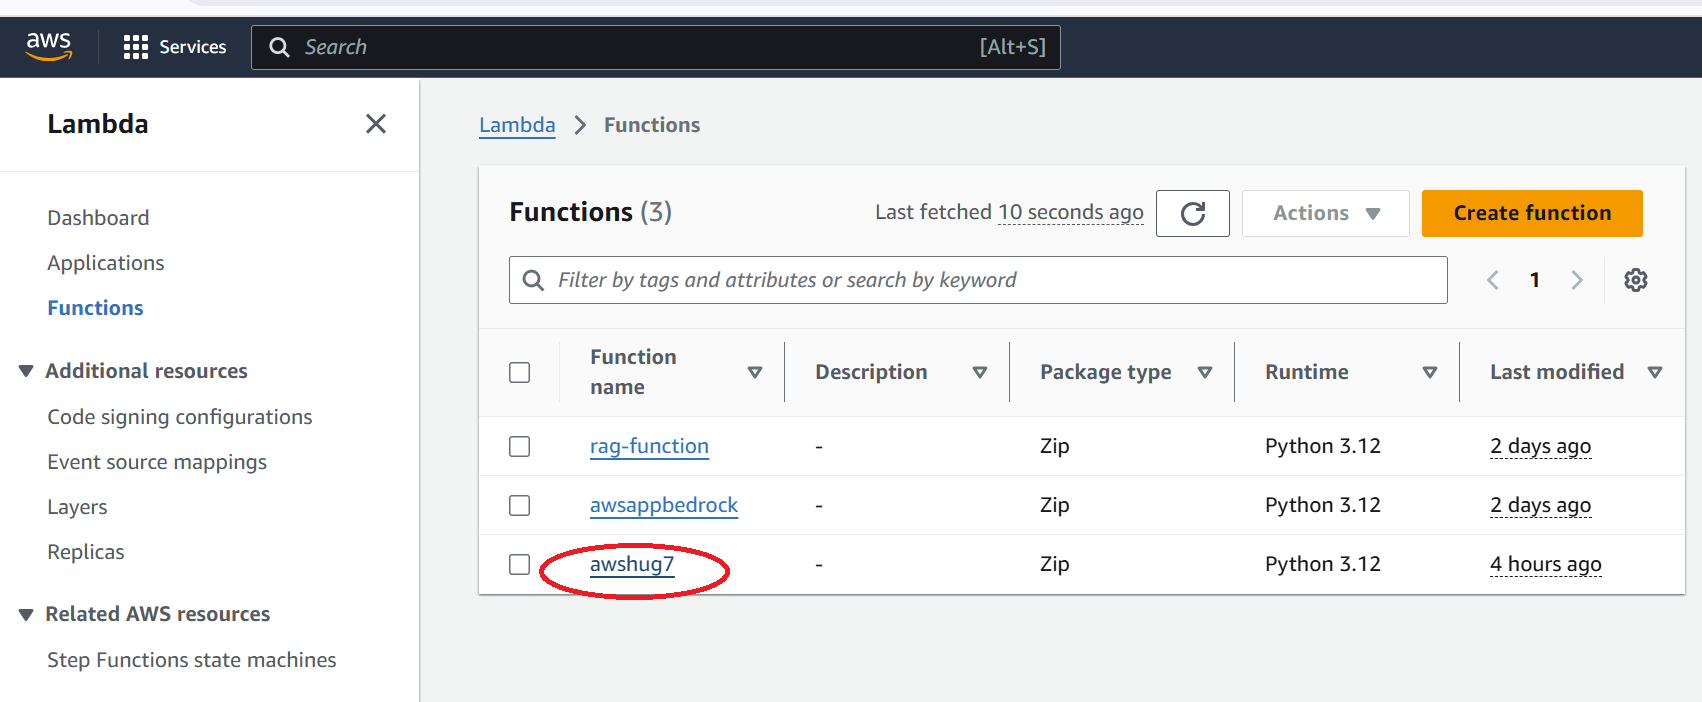 aws Services Search [Alt+S]
Lambda
Dashboard
Applications
Functions
Additional resources
Code signing configurations
Event source mappings
Layers
Replicas
Related AWS resources
Step Functions state machines
Lambda Functions
Functions (3) Last fetched 10 seconds ago Actions Create function
Filter by tags and attributes or search by keyword 1
Function name Description Package type Runtime Last modified
rag-function - Zip Python 3.12 2 days ago
awsappbedrock - Zip Python 3.12 2 days ago
awshug7 - Zip Python 3.12 4 hours ago